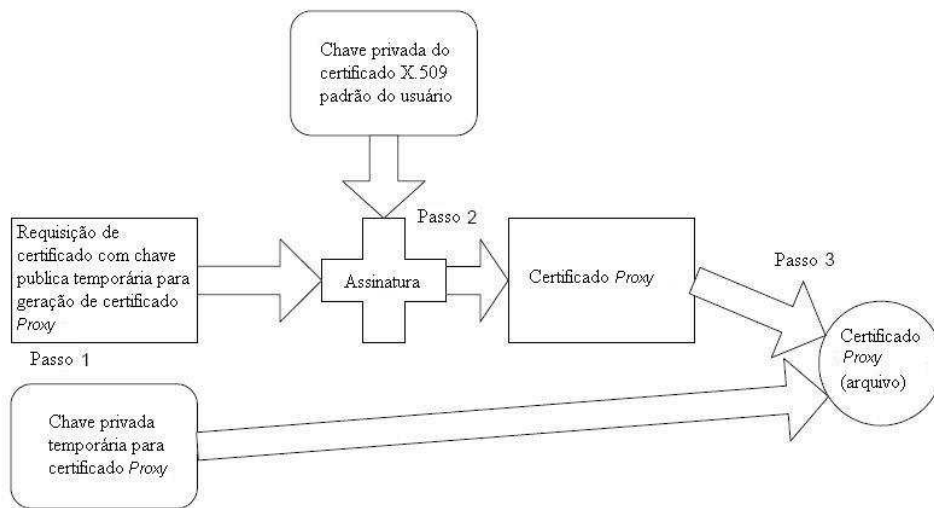 Chave privada do
certificado X.509
padrão do usuário
Passo 2
Requisição de
certificado com chave
publica temporária para
geração de certificado
Proxy
Assinatura
Certificado Proxy
Passo 3
Certificado
Proxy
(arquivo)
Passo 1
Chave privada
temporária para
certificado Proxy